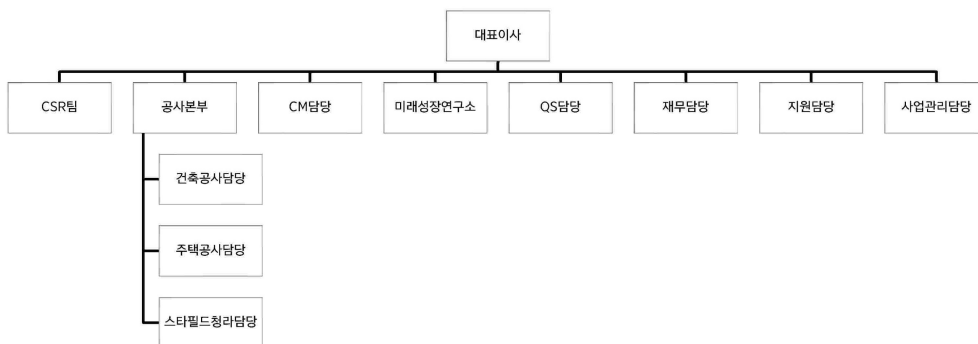 대표이사
CSR팀
공사본부
CM담당
미래성장연구소
QS담당
재무담당
지원담당
사업관리담당
건축공사담당
주택공사담당
스타필드청라담당